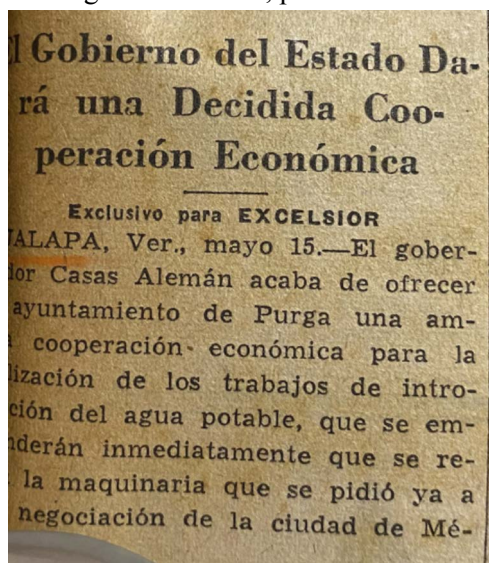 l Gobierno del Estado Da-
rá una Decidida Coo-
peración Económica
Exclusivo para EXCELSIOR
JALAPA, Ver., mayo 15.—El gober-
dor Casas Alemán acaba de ofrecer
ayuntamiento de Purga una am-
cooperación económica para la
lización de los trabajos de intro-
ción del agua potable, que se em-
nderán inmediatamente que se re-
la maquinaria que se pidió ya a
negociación de la ciudad de Mé-